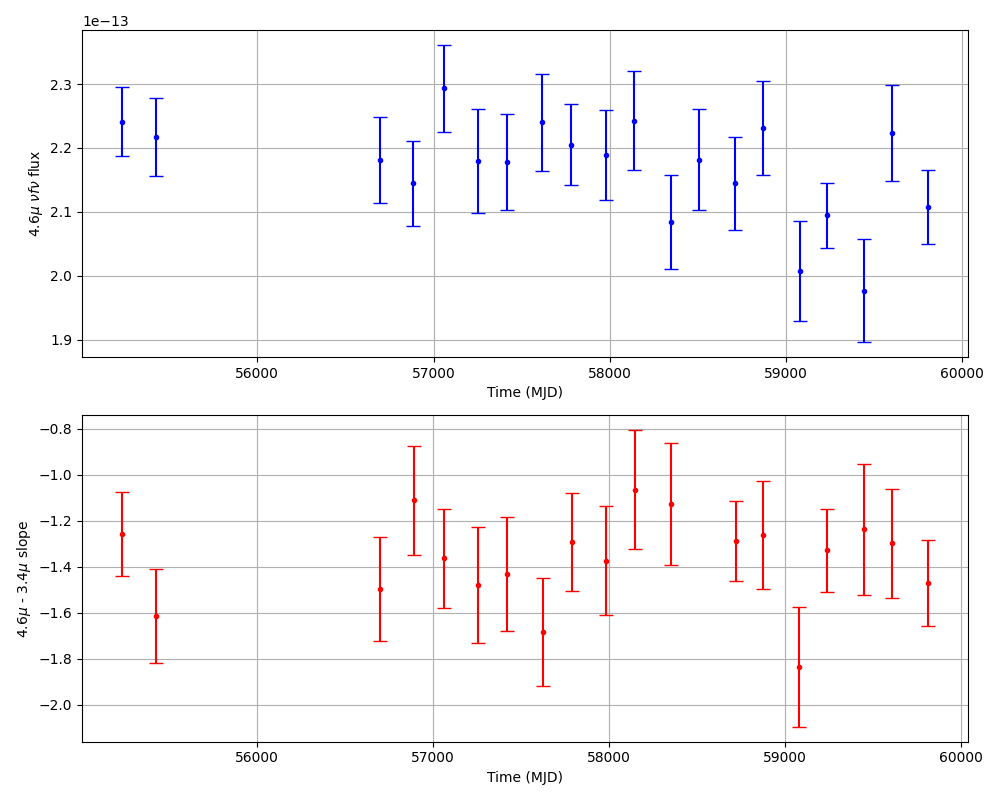 1e−13
2.3
2.2
2.1
2.0
1.9
4.6μ νfν flux
56000 57000 58000 59000 60000
Time (MJD)
−0.8
−1.0
−1.2
−1.4
−1.6
−1.8
−2.0
4.6μ - 3.4μ slope
56000 57000 58000 59000 60000
Time (MJD)